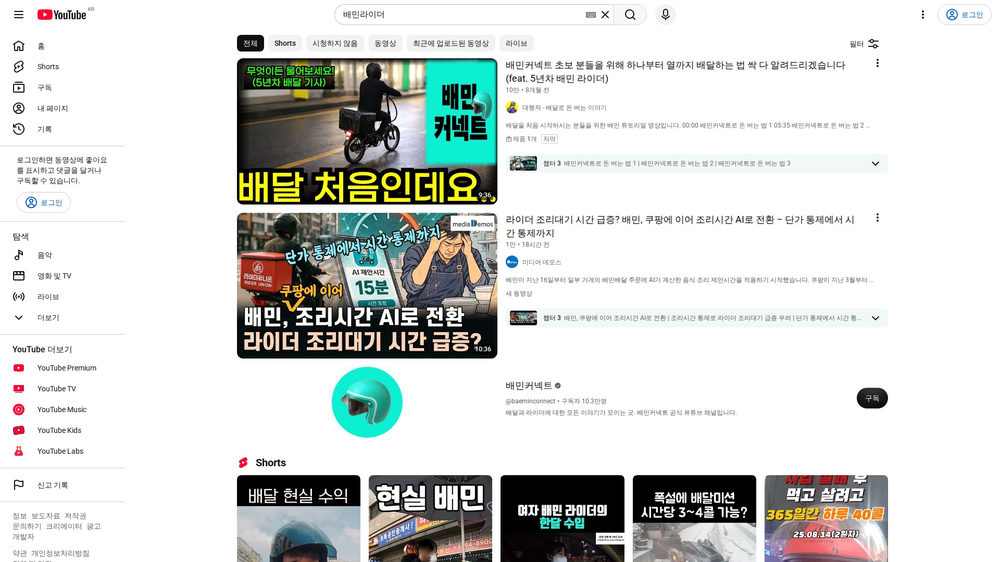 YouTube KR
배민라이더
로그인
홈
Shorts
구독
내 페이지
기록
로그인하면 동영상에 좋아요
를 표시하고 댓글을 달거나
구독할 수 있습니다.
로그인
탐색
음악
영화 및 TV
라이브
더보기
YouTube 더보기
YouTube Premium
YouTube TV
YouTube Music
YouTube Kids
YouTube Labs
신고 기록
정보 보도자료 저작권
문의하기 크리에이터 광고
개발자
약관 개인정보처리방침
전체
Shorts
시청하지 않음
동영상
최근에 업로드된 동영상
라이브
필터
무엇이든 물어보세요!
(5년차 배달 기사)
배민
커넥트
배달 처음인데요
9:36
배민커넥트 초보 분들을 위해 하나부터 열까지 배달하는 법 싹 다 알려드리겠습니다
(feat. 5년차 배민 라이더)
10만 • 8개월 전
대행자 - 배달로 돈 버는 이야기
배달을 처음 시작하시는 분들을 위한 배민 튜토리얼 영상입니다. 00:00 배민커넥트로 돈 버는 법 1 05:35 배민커넥트로 돈 버는 법 2 ...
제품 1개
자막
챕터 3 배민커넥트로 돈 버는 법 1 | 배민커넥트로 돈 버는 법 2 | 배민커넥트로 돈 버는 법 3
단가 통제에서 시간 통제까지
media Demos
라이더유니온
RIDER UNION
AI 제한시간
15분
쿠팡에 이어
배민, 조리시간 AI로 전환
라이더 조리대기 시간 급증?
10:36
라이더 조리대기 시간 급증? 배민, 쿠팡에 이어 조리시간 AI로 전환 – 단가 통제에서 시
간 통제까지
1만 • 18시간 전
미디어 데모스
배민이 지난 16일부터 일부 가게의 배민배달 주문에 AI가 계산한 음식 조리 제한시간을 적용하기 시작했습니다. 쿠팡이 지난 3월부터 ...
새 동영상
챕터 3 배민, 쿠팡에 이어 조리시간 AI로 전환 | 조리시간 통제로 라이더 조리대기 시간 급증 우려 | 단가 통제에서 시간 통...
배민커넥트
@baeminconnect • 구독자 10.3만명
배달과 라이더에 대한 모든 이야기가 모이는 곳. 배민커넥트 공식 유튜브 채널입니다.
구독
Shorts
배달 현실 수익
현실 배민
여자 배민 라이더의
한달 수입
폭설에 배달미션
시간당 3~4콜 가능?
먹고 살려고
365일간 하루 40콜
25.08.14(2일차)